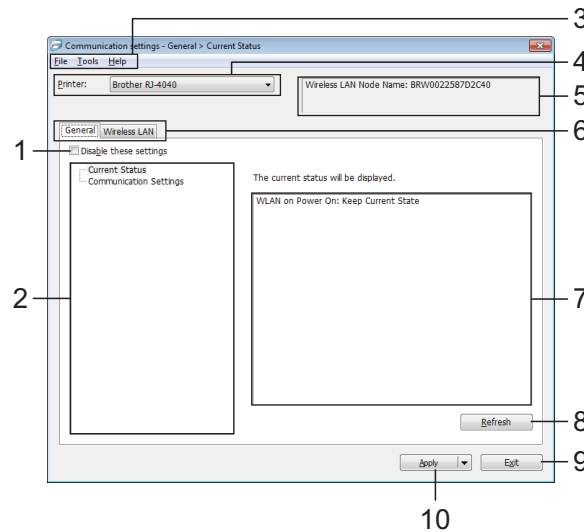 3
Communication settings - General > Current Status
File Tools Help
4
Printer: Brother RJ-4040
Wireless LAN Node Name: BRW0022587D2C40
5
General Wireless LAN
6
1
Disable these settings
Current Status
Communication Settings
The current status will be displayed.
WLAN on Power On: Keep Current State
2
7
Refresh
8
Apply Exit
9
10